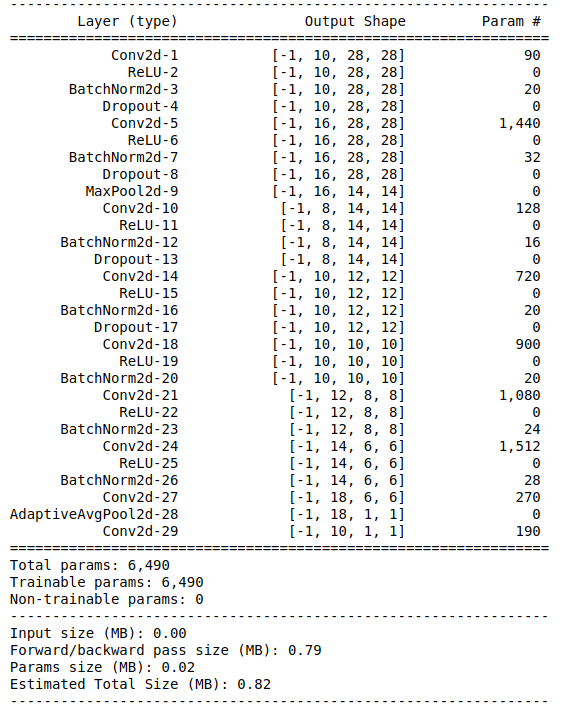 ----------------------------------------------------------------
Layer (type) Output Shape Param #
================================================================
Conv2d-1 [-1, 10, 28, 28] 90
ReLU-2 [-1, 10, 28, 28] 0
BatchNorm2d-3 [-1, 10, 28, 28] 20
Dropout-4 [-1, 10, 28, 28] 0
Conv2d-5 [-1, 16, 28, 28] 1,440
ReLU-6 [-1, 16, 28, 28] 0
BatchNorm2d-7 [-1, 16, 28, 28] 32
Dropout-8 [-1, 16, 28, 28] 0
MaxPool2d-9 [-1, 16, 14, 14] 0
Conv2d-10 [-1, 8, 14, 14] 128
ReLU-11 [-1, 8, 14, 14] 0
BatchNorm2d-12 [-1, 8, 14, 14] 16
Dropout-13 [-1, 8, 14, 14] 0
Conv2d-14 [-1, 10, 12, 12] 720
ReLU-15 [-1, 10, 12, 12] 0
BatchNorm2d-16 [-1, 10, 12, 12] 20
Dropout-17 [-1, 10, 12, 12] 0
Conv2d-18 [-1, 10, 10, 10] 900
ReLU-19 [-1, 10, 10, 10] 0
BatchNorm2d-20 [-1, 10, 10, 10] 20
Conv2d-21 [-1, 12, 8, 8] 1,080
ReLU-22 [-1, 12, 8, 8] 0
BatchNorm2d-23 [-1, 12, 8, 8] 24
Conv2d-24 [-1, 14, 6, 6] 1,512
ReLU-25 [-1, 14, 6, 6] 0
BatchNorm2d-26 [-1, 14, 6, 6] 28
Conv2d-27 [-1, 18, 6, 6] 270
AdaptiveAvgPool2d-28 [-1, 18, 1, 1] 0
Conv2d-29 [-1, 10, 1, 1] 190
================================================================
Total params: 6,490
Trainable params: 6,490
Non-trainable params: 0
----------------------------------------------------------------
Input size (MB): 0.00
Forward/backward pass size (MB): 0.79
Params size (MB): 0.02
Estimated Total Size (MB): 0.82
----------------------------------------------------------------